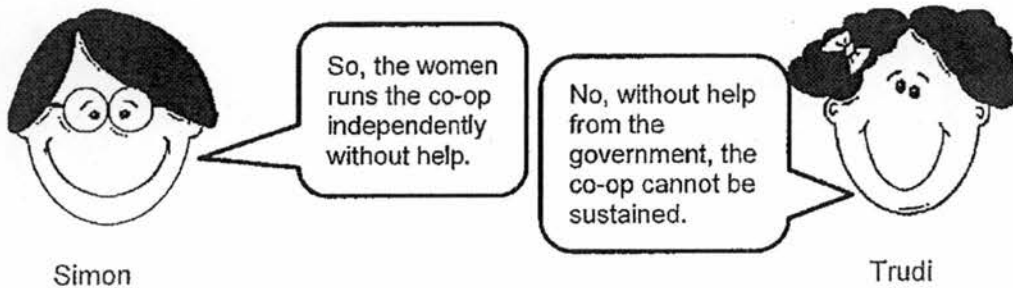 So, the women
runs the co-op
independently
without help.
No, without help
from the
government, the
co-op cannot be
sustained.
Simon
Trudi